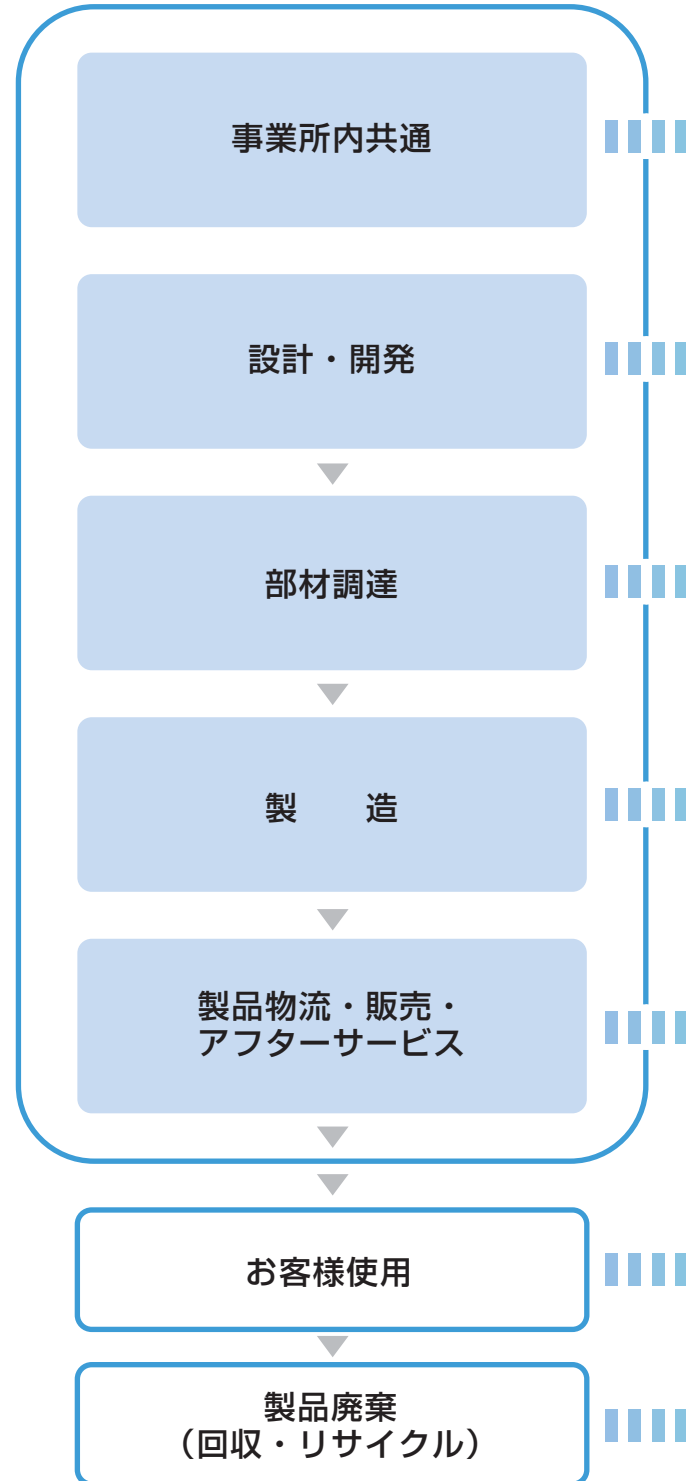 事業所内共通
設計・開発
部材調達
製　　造
製品物流・販売・
アフターサービス
お客様使用
製品廃棄
（回収・リサイクル）